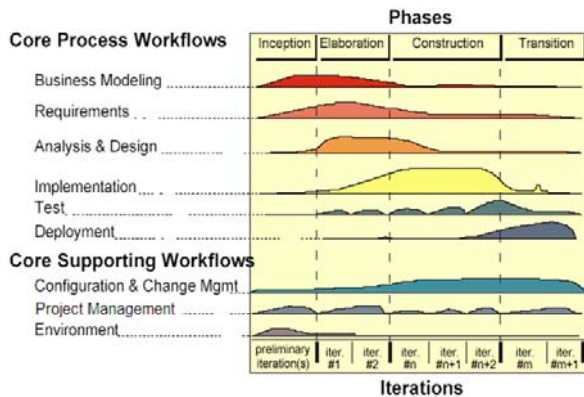 Phases
Core Process Workflows
Inception Elaboration Construction Transition
Business Modeling
Requirements
Analysis & Design
Implementation
Test
Deployment
Core Supporting Workflows
Configuration & Change Mgmt
Project Management
Environment
preliminary iteration(s) iter. #1 iter. #2 iter. #n iter. #n+1 iter. #n+2 iter. #m iter. #m+1
Iterations